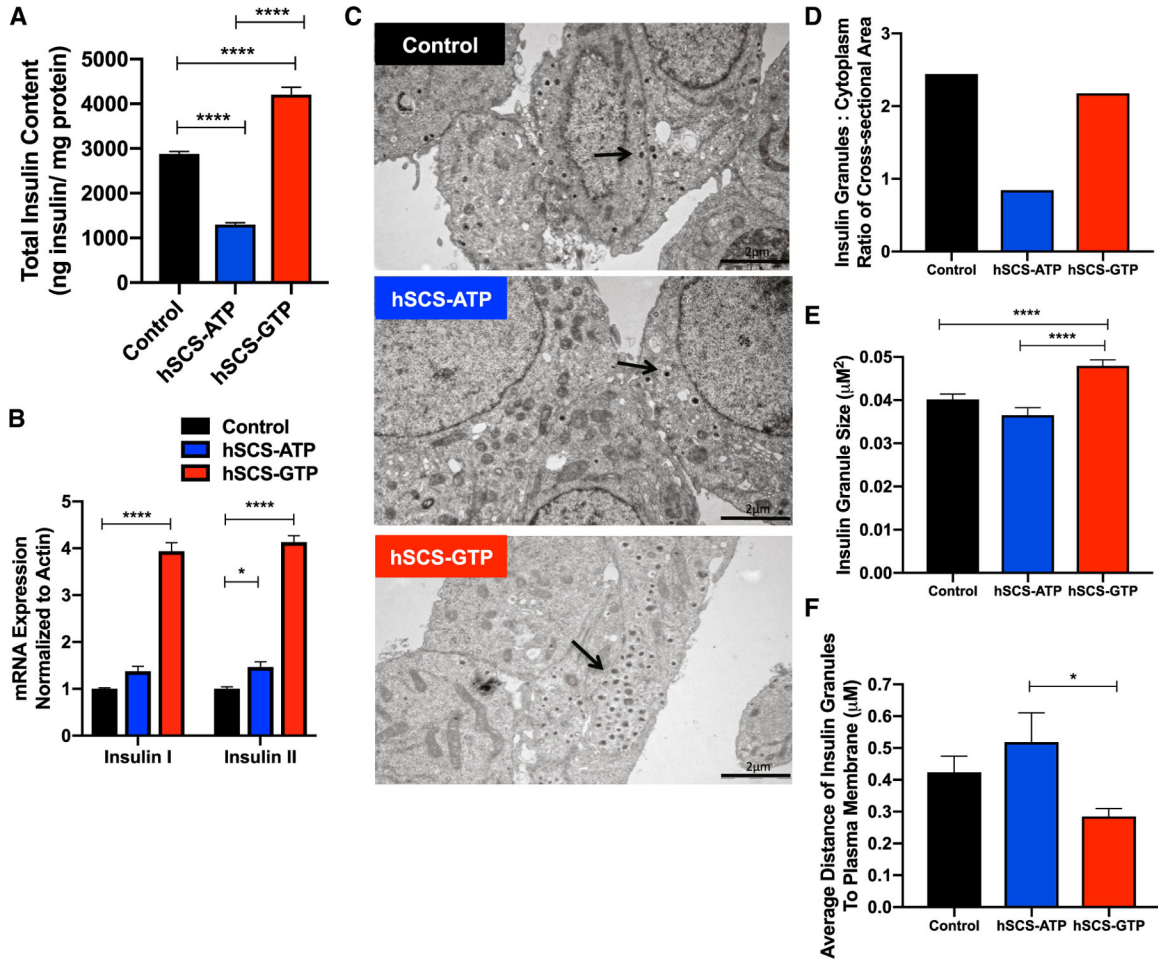 A
Total Insulin Content
(ng insulin/ mg protein)
5000
4000
3000
2000
1000
0
****
****
****
Control
hSCS-ATP
hSCS-GTP
B
Control
hSCS-ATP
hSCS-GTP
mRNA Expression
Normalized to Actin
5
4
3
2
1
0
****
****
*
Insulin I
Insulin II
C
Control
2μm
hSCS-ATP
2μm
hSCS-GTP
2μm
D
Insulin Granules : Cytoplasm
Ratio of Cross-sectional Area
3
2
1
0
Control
hSCS-ATP
hSCS-GTP
E
Insulin Granule Size (μM²)
0.05
0.04
0.04
0.01
0.00
****
****
Control
hSCS-ATP
hSCS-GTP
F
Average Distance of Insulin Granules
To Plasma Membrane (μM)
0.7
0.6
0.5
0.4
0.3
0.2
0.1
0.0
*
Control
hSCS-ATP
hSCS-GTP